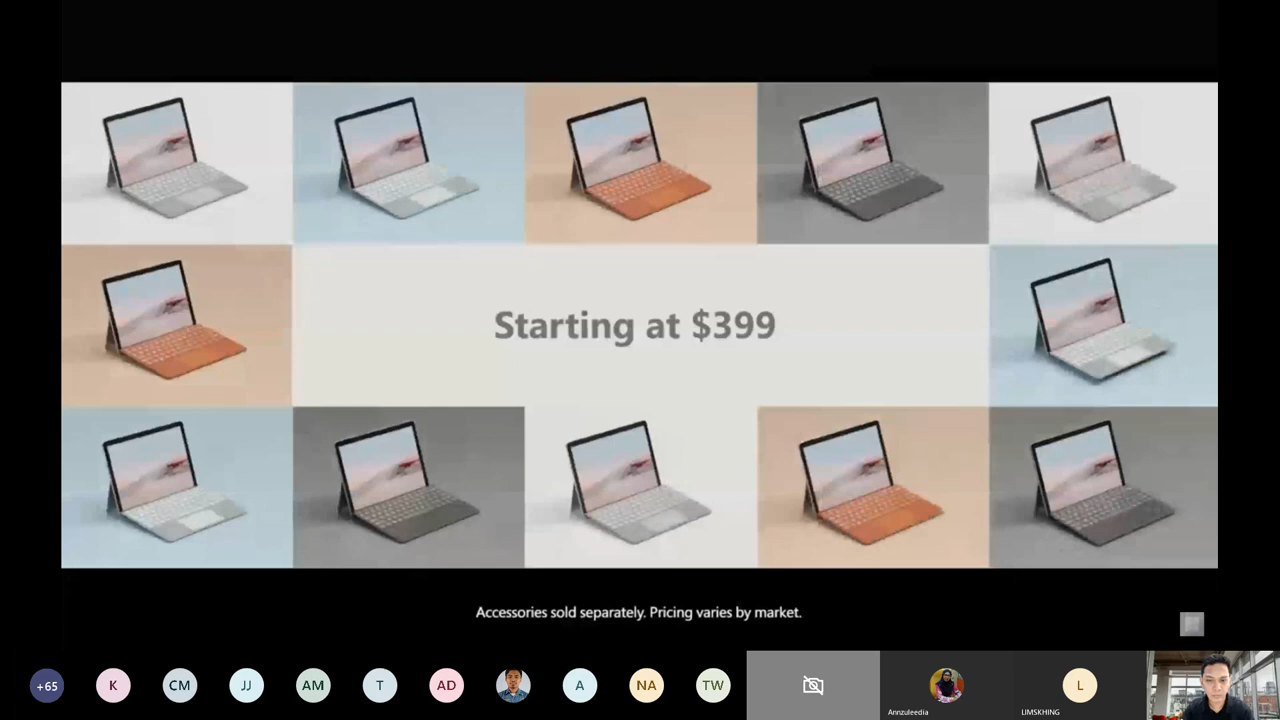 Starting at $399
Accessories sold separately. Pricing varies by market.
+65
K
CM
JJ
AM
T
AD
A
NA
TW
L
Annzuleedia
LIMSKHING